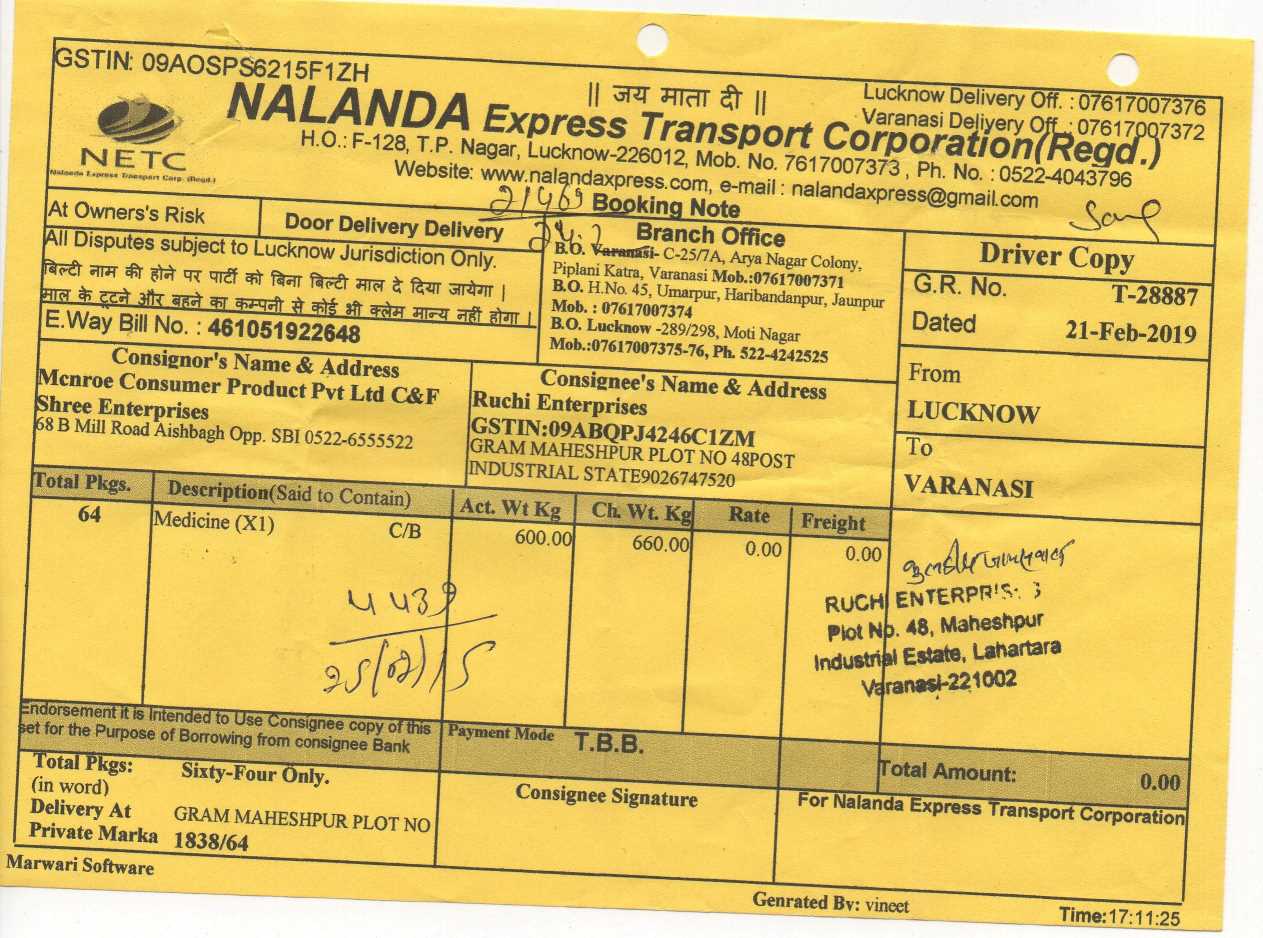 GSTIN: 09AOSPS6215F1ZH
|| जय माता दी ||
Lucknow Delivery Off. : 07617007376
Varanasi Delivery Off. : 07617007372
NALANDA Express Transport Corporation(Regd.)
NETC
Nalanda Express Transport Corp. (Regd.)
H.O.: F-128, T.P. Nagar, Lucknow-226012, Mob. No. 7617007373 , Ph. No. : 0522-4043796
Website: www.nalandaxpress.com, e-mail : nalandaxpress@gmail.com
Booking Note
At Owners's Risk
Door Delivery Delivery
All Disputes subject to Lucknow Jurisdiction Only.
बिल्टी नाम की होने पर पार्टी को बिना बिल्टी माल दे दिया जायेगा |
माल के टूटने और बहने का कम्पनी से कोई भी क्लेम मान्य नहीं होगा |
E.Way Bill No. : 461051922648
Branch Office
B.O. Varanasi- C-25/7A, Arya Nagar Colony,
Piplani Katra, Varanasi Mob.:07617007371
B.O. H.No. 45, Umarpur, Haribandanpur, Jaunpur
Mob. : 07617007374
B.O. Lucknow -289/298, Moti Nagar
Mob.:07617007375-76, Ph. 522-4242525
Driver Copy
G.R. No. T-28887
Dated 21-Feb-2019
From
LUCKNOW
To
VARANASI
Consignor's Name & Address
Mcnroe Consumer Product Pvt Ltd C&F
Shree Enterprises
68 B Mill Road Aishbagh Opp. SBI 0522-6555522
Consignee's Name & Address
Ruchi Enterprises
GSTIN:09ABQPJ4246C1ZM
GRAM MAHESHPUR PLOT NO 48POST
INDUSTRIAL STATE9026747520
Total Pkgs. Description(Said to Contain) Act. Wt Kg Ch. Wt. Kg Rate Freight
64 Medicine (X1) C/B 600.00 660.00 0.00 0.00
RUCHI ENTERPRISES
Plot No. 48, Maheshpur
Industrial Estate, Lahartara
Varanasi-221002
Endorsement it is Intended to Use Consignee copy of this
set for the Purpose of Borrowing from consignee Bank
Payment Mode T.B.B.
Total Amount: 0.00
Total Pkgs: Sixty-Four Only.
(in word)
Delivery At GRAM MAHESHPUR PLOT NO
Private Marka 1838/64
Consignee Signature
For Nalanda Express Transport Corporation
Marwari Software
Genrated By: vineet
Time:17:11:25